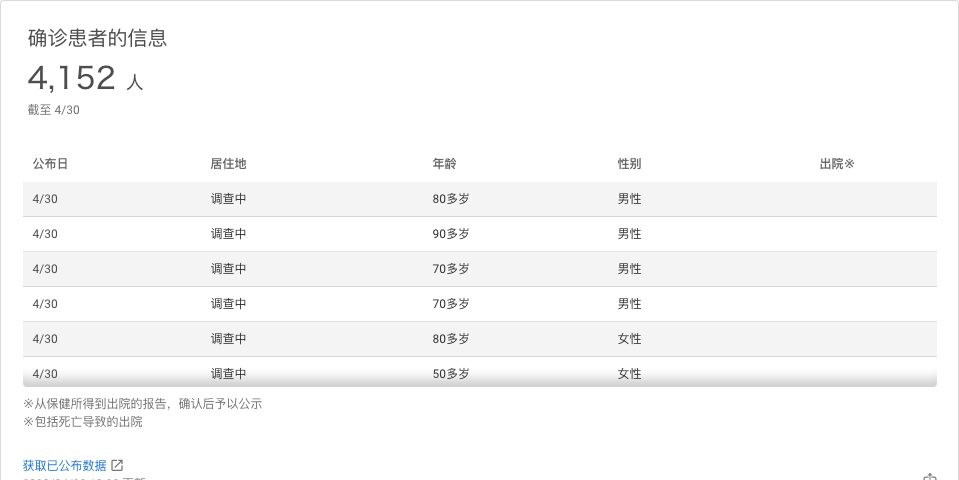 确诊患者的信息
4,152 人
截至 4/30
公布日 居住地 年龄 性别 出院※
4/30 调查中 80多岁 男性
4/30 调查中 90多岁 男性
4/30 调查中 70多岁 男性
4/30 调查中 70多岁 男性
4/30 调查中 80多岁 女性
4/30 调查中 50多岁 女性
※从保健所得到出院的报告，确认后予以公示
※包括死亡导致的出院
获取已公布数据